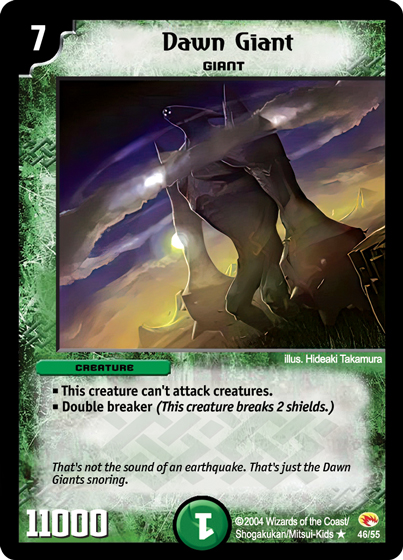 7
Dawn Giant
GIANT
illus. Hideaki Takamura
CREATURE
▪ This creature can't attack creatures.
▪ Double breaker (This creature breaks 2 shields.)
That's not the sound of an earthquake. That's just the Dawn
Giants snoring.
11000
©2004 Wizards of the Coast/
Shogakukan/Mitsui-Kids ★ 46/55